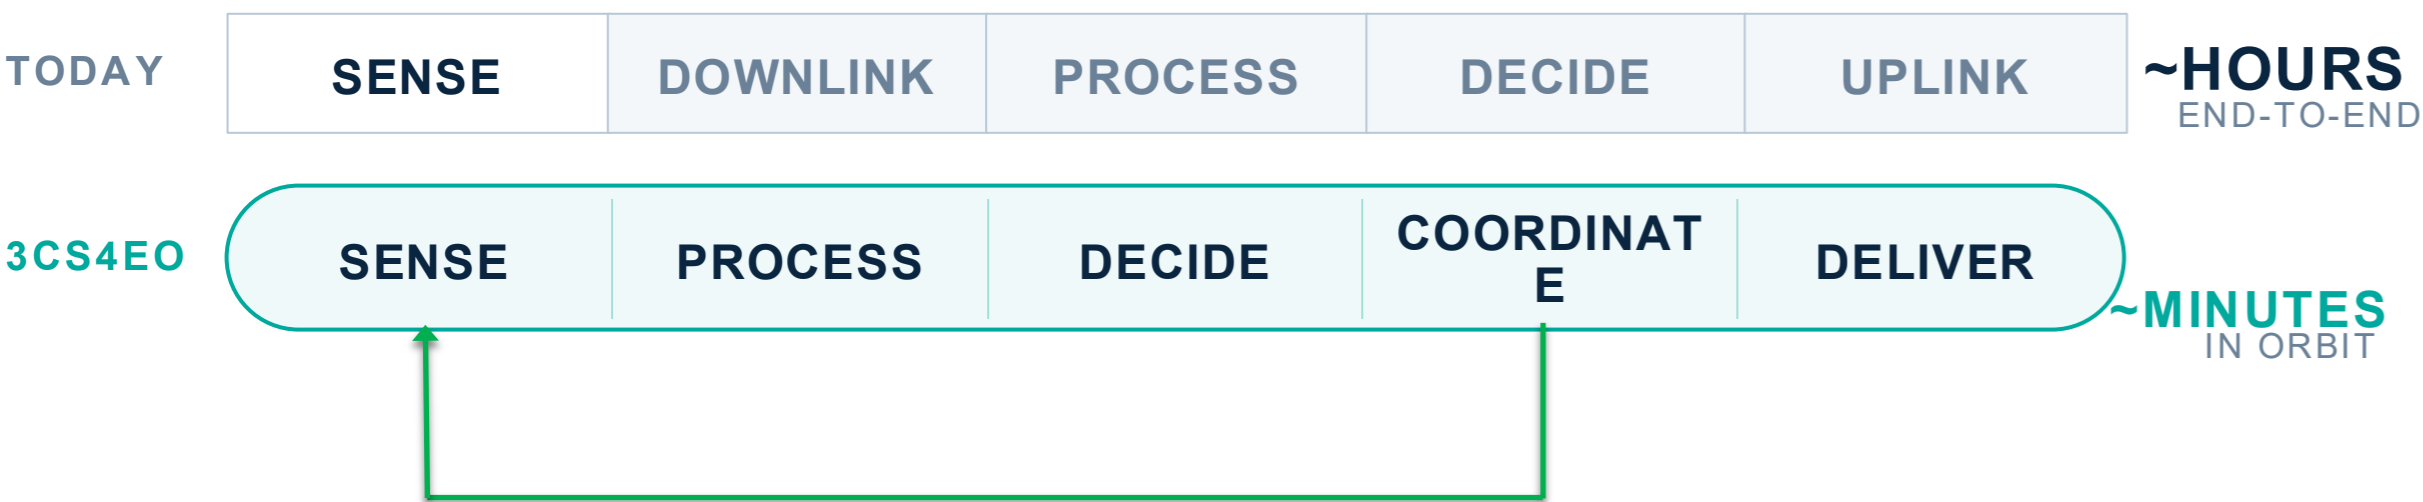 TODAY
SENSE
DOWNLINK
PROCESS
DECIDE
UPLINK
~HOURS
END-TO-END
3CS4EO
SENSE
PROCESS
DECIDE
COORDINAT
E
DELIVER
~MINUTES
IN ORBIT